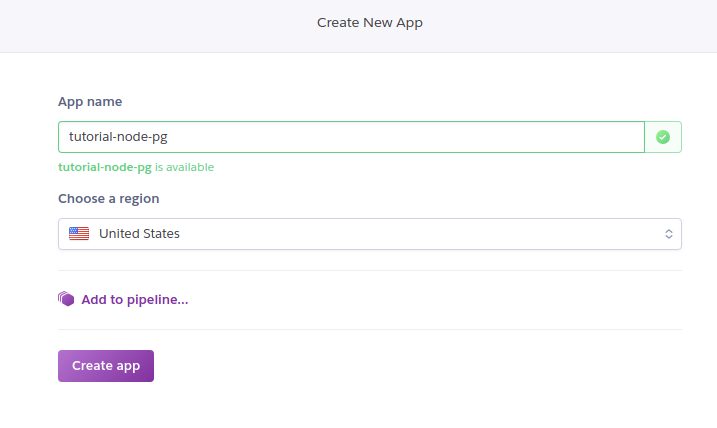 Create New App
App name
tutorial-node-pg
tutorial-node-pg is available
Choose a region
United States
Add to pipeline...
Create app